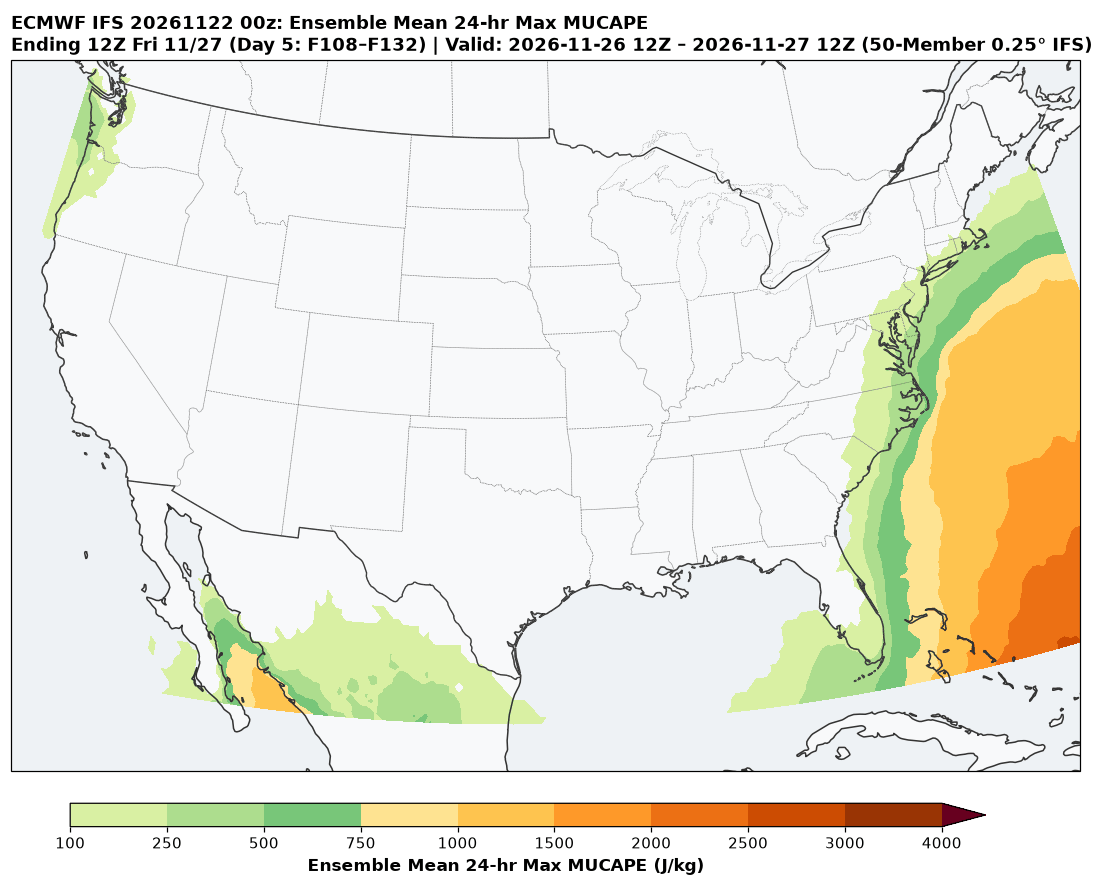 ECMWF IFS 20261122 00z: Ensemble Mean 24-hr Max MUCAPE
Ending 12Z Fri 11/27 (Day 5: F108–F132) | Valid: 2026-11-26 12Z – 2026-11-27 12Z (50-Member 0.25° IFS)
100 250 500 750 1000 1500 2000 2500 3000 4000
Ensemble Mean 24-hr Max MUCAPE (J/kg)